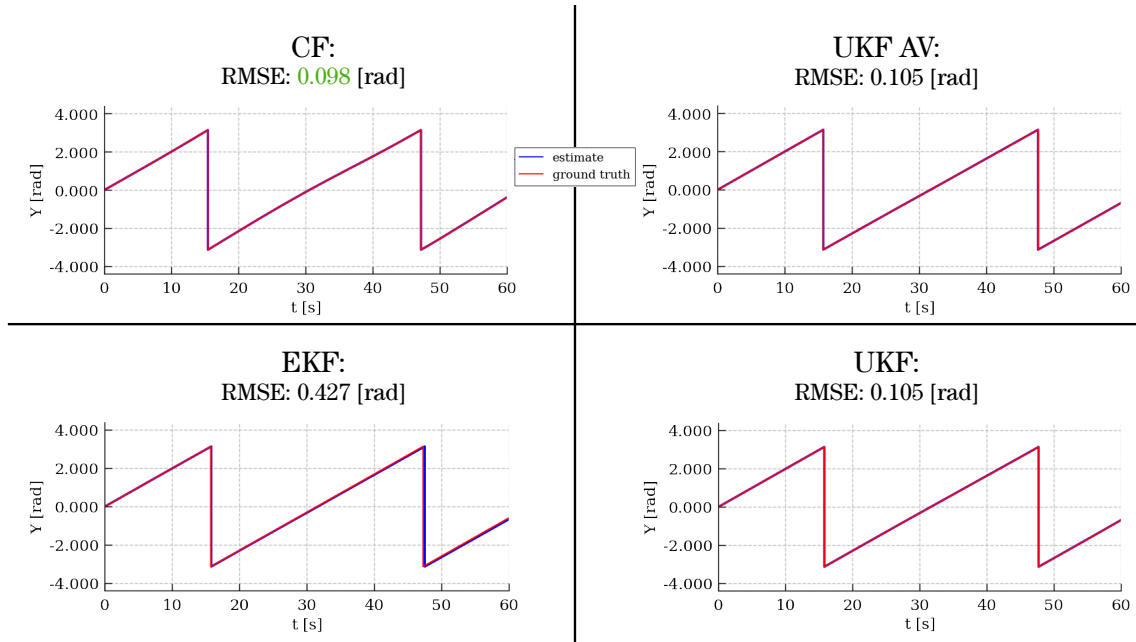 CF:
RMSE: 0.098 [rad]
4.000
2.000
0.000
-2.000
-4.000
Y [rad]
0 10 20 30 40 50 60
t [s]
estimate
ground truth
UKF AV:
RMSE: 0.105 [rad]
4.000
2.000
0.000
-2.000
-4.000
Y [rad]
0 10 20 30 40 50 60
t [s]
EKF:
RMSE: 0.427 [rad]
4.000
2.000
0.000
-2.000
-4.000
Y [rad]
0 10 20 30 40 50 60
t [s]
UKF:
RMSE: 0.105 [rad]
4.000
2.000
0.000
-2.000
-4.000
Y [rad]
0 10 20 30 40 50 60
t [s]